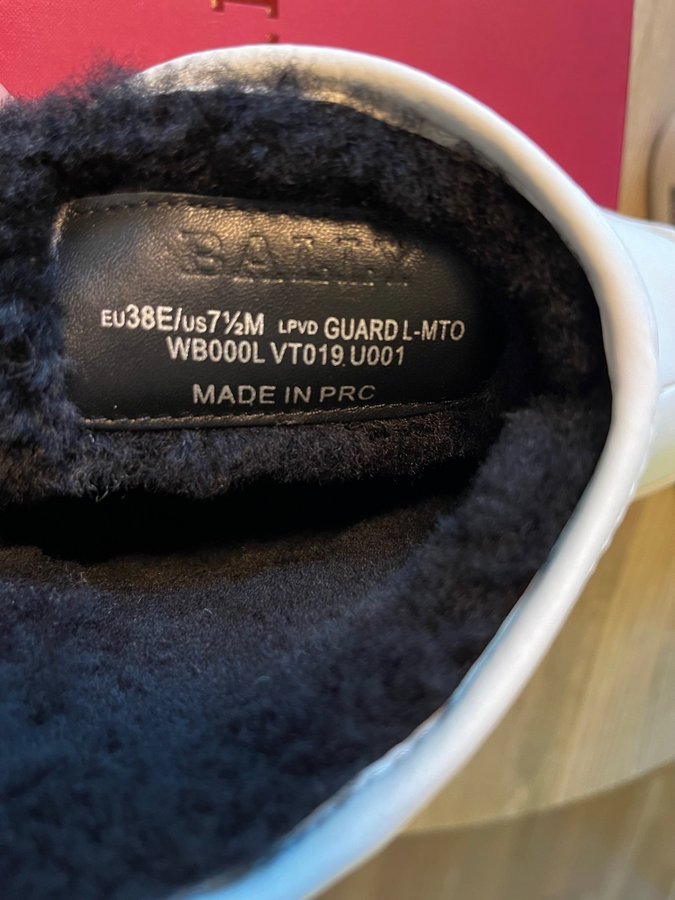 BALLY
EU38E/US7½M LPVD GUARD L-MTO
WB000L VT019.U001
MADE IN PRC